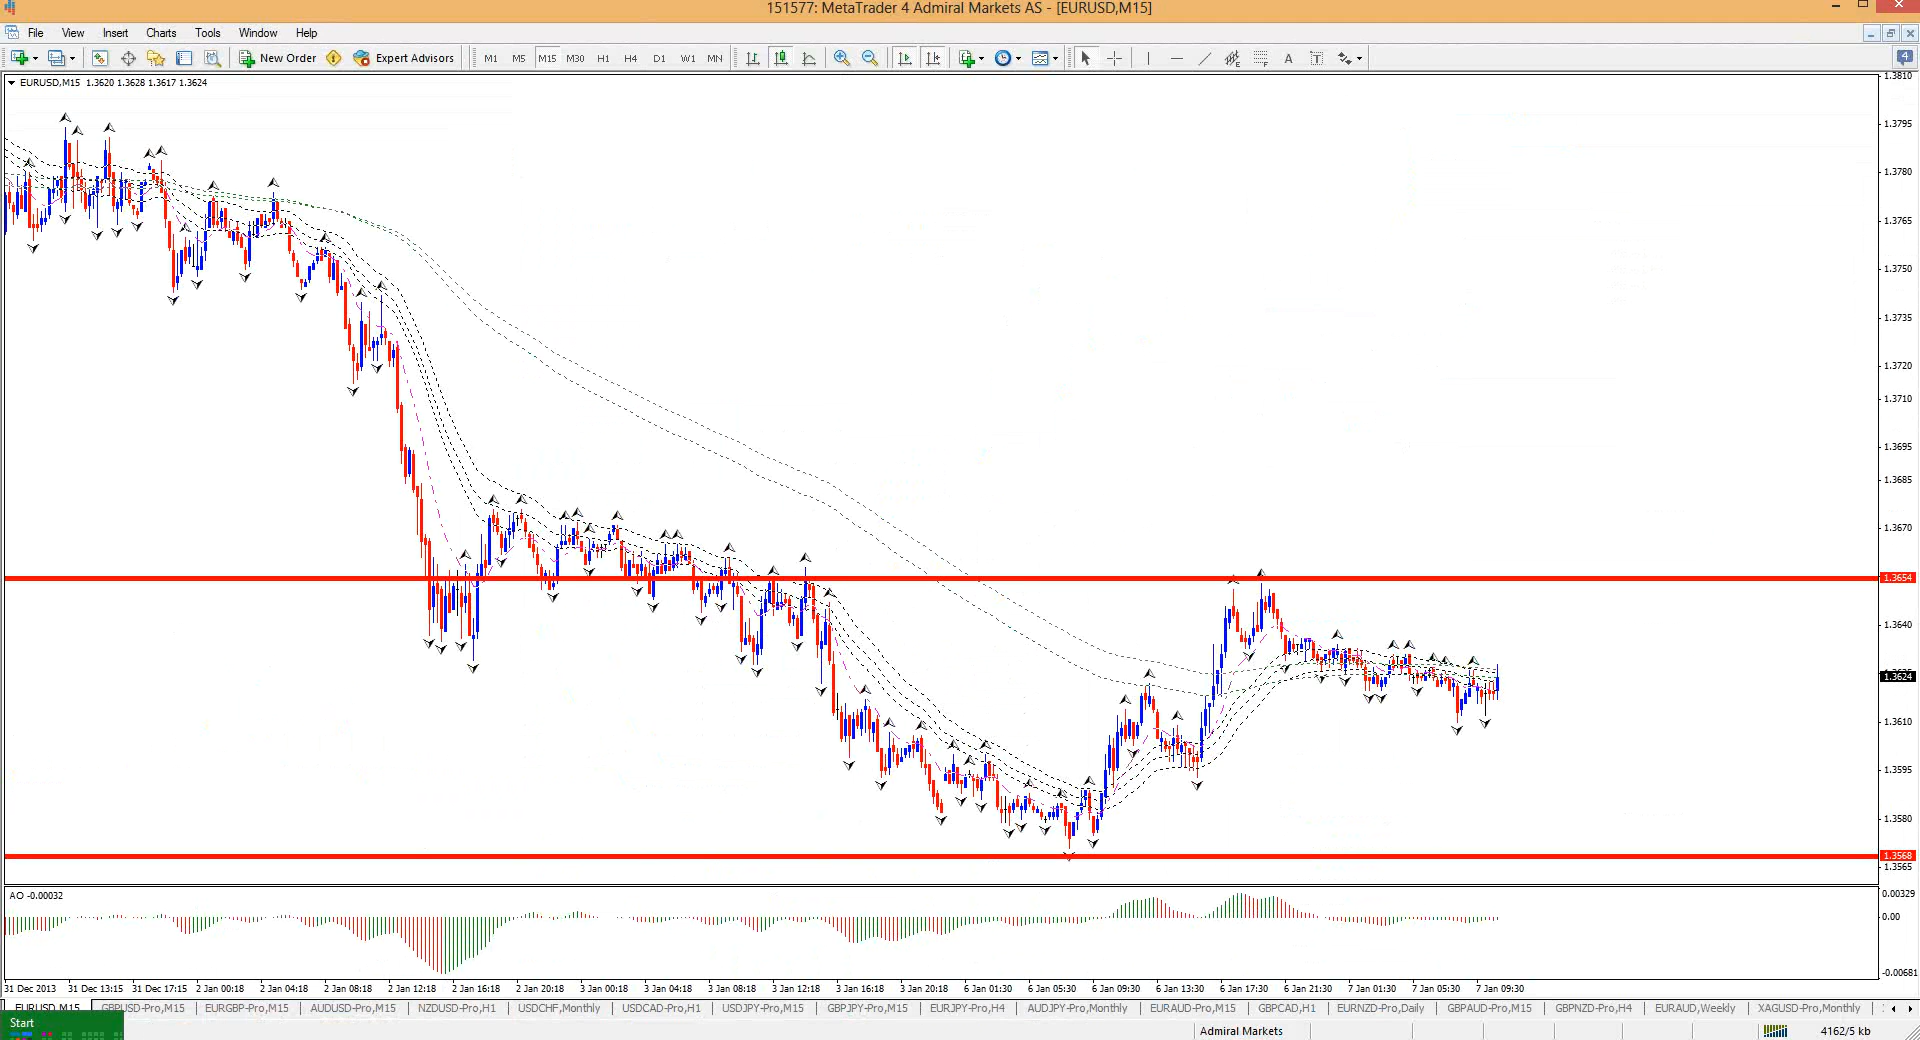 151577: MetaTrader 4 Admiral Markets AS - [EURUSD,M15]
File View Insert Charts Tools Window Help
New Order Expert Advisors M1 M5 M15 M30 H1 H4 D1 W1 MN A T 4
EURUSD,M15 1.3620 1.3628 1.3617 1.3624
1.3810
1.3795
1.3780
1.3765
1.3750
1.3735
1.3720
1.3710
1.3695
1.3685
1.3670
1.3654
1.3640
1.3624
1.3610
1.3595
1.3580
1.3568
1.3565
AO -0.00032
0.00329
0.00
-0.00681
31 Dec 2013 31 Dec 13:15 31 Dec 17:15 2 Jan 00:18 2 Jan 04:18 2 Jan 08:18 2 Jan 12:18 2 Jan 16:18 2 Jan 20:18 3 Jan 00:18 3 Jan 04:18 3 Jan 08:18 3 Jan 12:18 3 Jan 16:18 3 Jan 20:18 6 Jan 01:30 6 Jan 05:30 6 Jan 09:30 6 Jan 13:30 6 Jan 17:30 6 Jan 21:30 7 Jan 01:30 7 Jan 05:30 7 Jan 09:30
EURUSD,M15 GBPUSD-Pro,M15 EURGBP-Pro,M15 AUDUSD-Pro,M15 NZDUSD-Pro,H1 USDCHF,Monthly USDCAD-Pro,H1 USDJPY-Pro,M15 GBPJPY-Pro,M15 EURJPY-Pro,H4 AUDJPY-Pro,Monthly EURAUD-Pro,M15 GBPCAD,H1 EURNZD-Pro,Daily GBPAUD-Pro,M15 GBPNZD-Pro,H4 EURAUD,Weekly XAGUSD-Pro,Monthly
Start
Admiral Markets 4162/5 kb